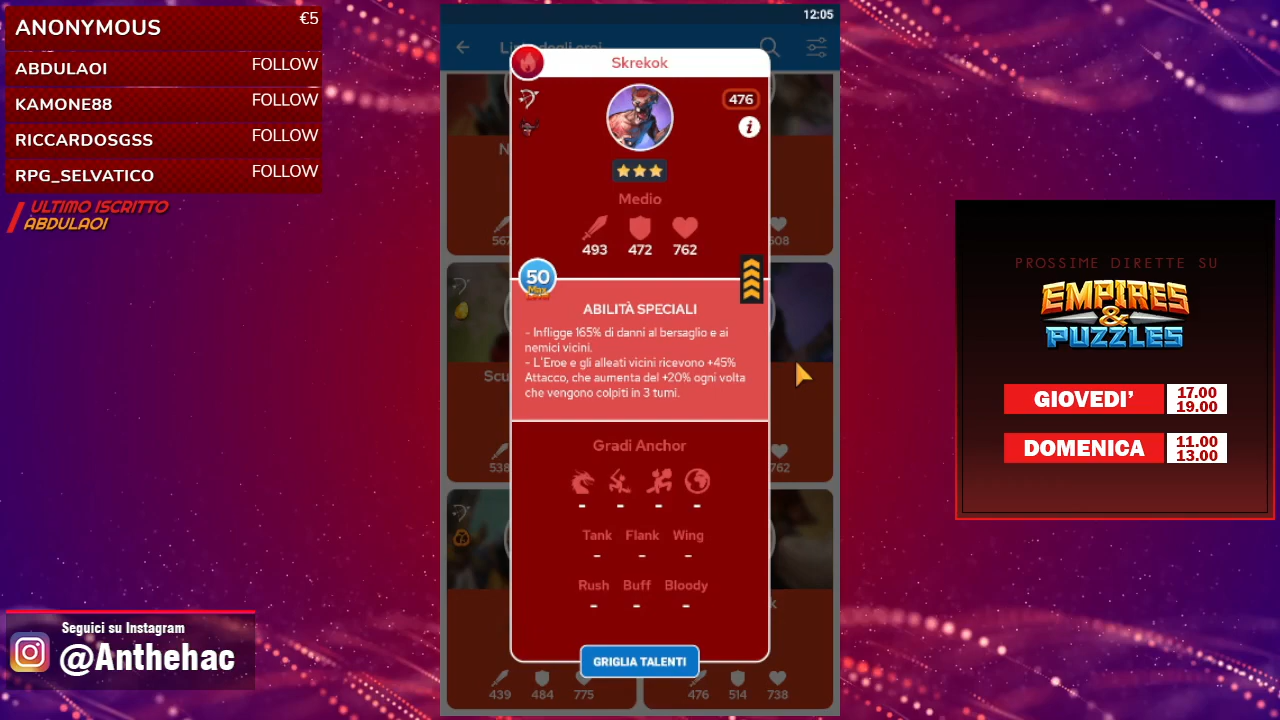 ANONYMOUS €5
ABDULAOI FOLLOW
KAMONE88 FOLLOW
RICCARDOSGSS FOLLOW
RPG_SELVATICO FOLLOW
ULTIMO ISCRITTO
ABDULAOI
Seguici su Instagram
@Anthehac
12:05
Skrekok
476
Medio
493 472 762
50
Max
ABILITÀ SPECIALI
- Infligge 165% di danni al bersaglio e ai
nemici vicini.
- L'Eroe e gli alleati vicini ricevono +45%
Attacco, che aumenta del +20% ogni volta
che vengono colpiti in 3 turni.
Gradi Anchor
- - - -
Tank Flank Wing
- - -
Rush Buff Bloody
- - -
GRIGLIA TALENTI
439 484 775
476 514 738
PROSSIME DIRETTE SU
EMPIRES
&
PUZZLES
GIOVEDI' 17.00
19.00
DOMENICA 11.00
13.00